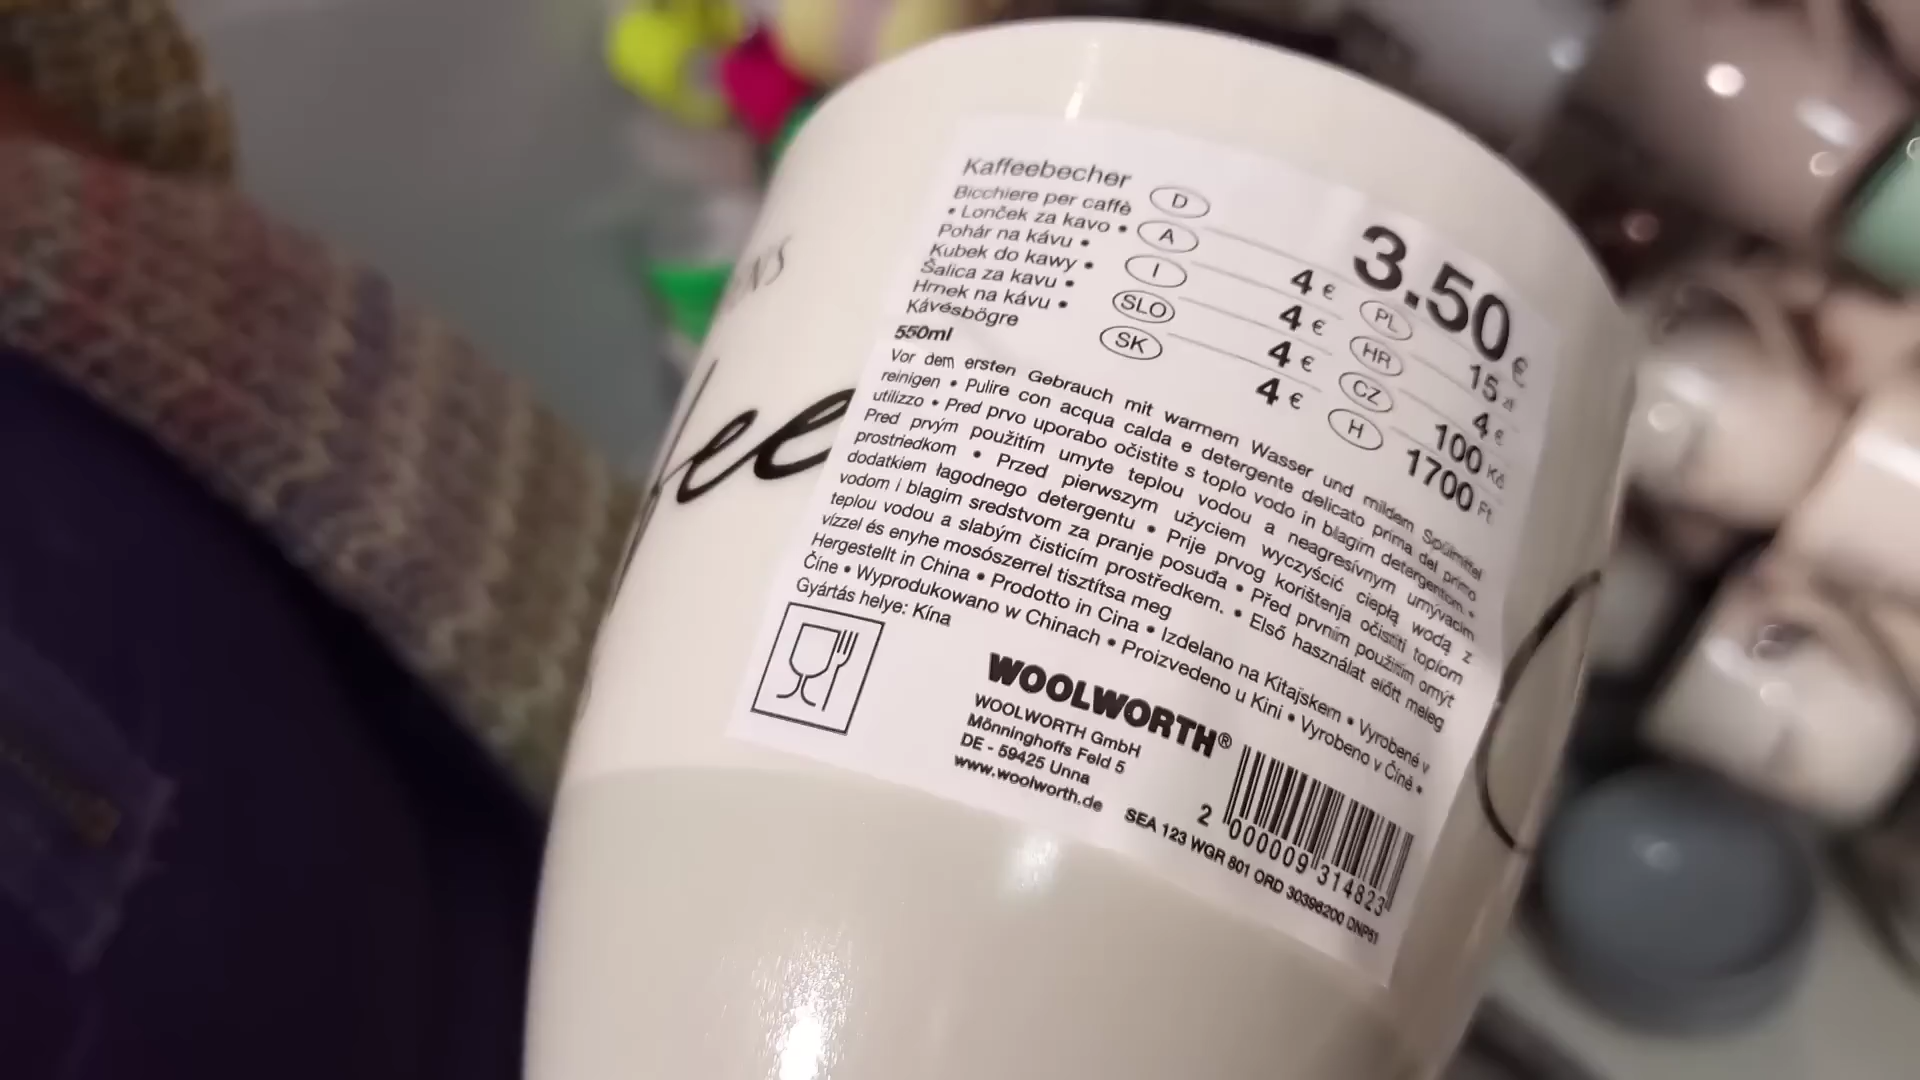 Kaffeebecher
Bicchiere per caffè
• Lonček za kavo •
Pohár na kávu •
Kubek do kawy •
Šalica za kavu •
Hrnek na kávu •
Kávésbögre
550ml
D 3.50 €
A 4 €
I 4 €
SLO 4 €
SK 4 €
PL 15 zł
HR 4 €
CZ 100 Kč
H 1700 Ft
Vor dem ersten Gebrauch mit warmem Wasser und mildem Spülmittel
reinigen • Pulire con acqua calda e detergente delicato prima del primo
utilizzo • Pred prvo uporabo očistite s toplo vodo in blagim detergentom. •
Pred prvým použitím umyte teplou vodou a neagresívnym umývacím
prostriedkom • Przed pierwszym użyciem wyczyścić ciepłą wodą z
dodatkiem łagodnego detergentu • Prije prvog korištenja očistiti toplom
vodom i blagim sredstvom za pranje posuđa • Před prvním použitím omýt
teplou vodou a slabým čisticím prostředkem. • Első használat előtt meleg
vízzel és enyhe mosószerrel tisztítsa meg
Hergestellt in China • Prodotto in Cina • Izdelano na Kitajskem • Vyrobené v
Číne • Wyprodukowano w Chinach • Proizvedeno u Kini • Vyrobeno v Číně •
Gyártás helye: Kína
WOOLWORTH®
WOOLWORTH GmbH
Mönninghoffs Feld 5
DE - 59425 Unna
www.woolworth.de
2 000009 314823
SEA 123 WGR 801 ORD 30396200 DNP61
fee